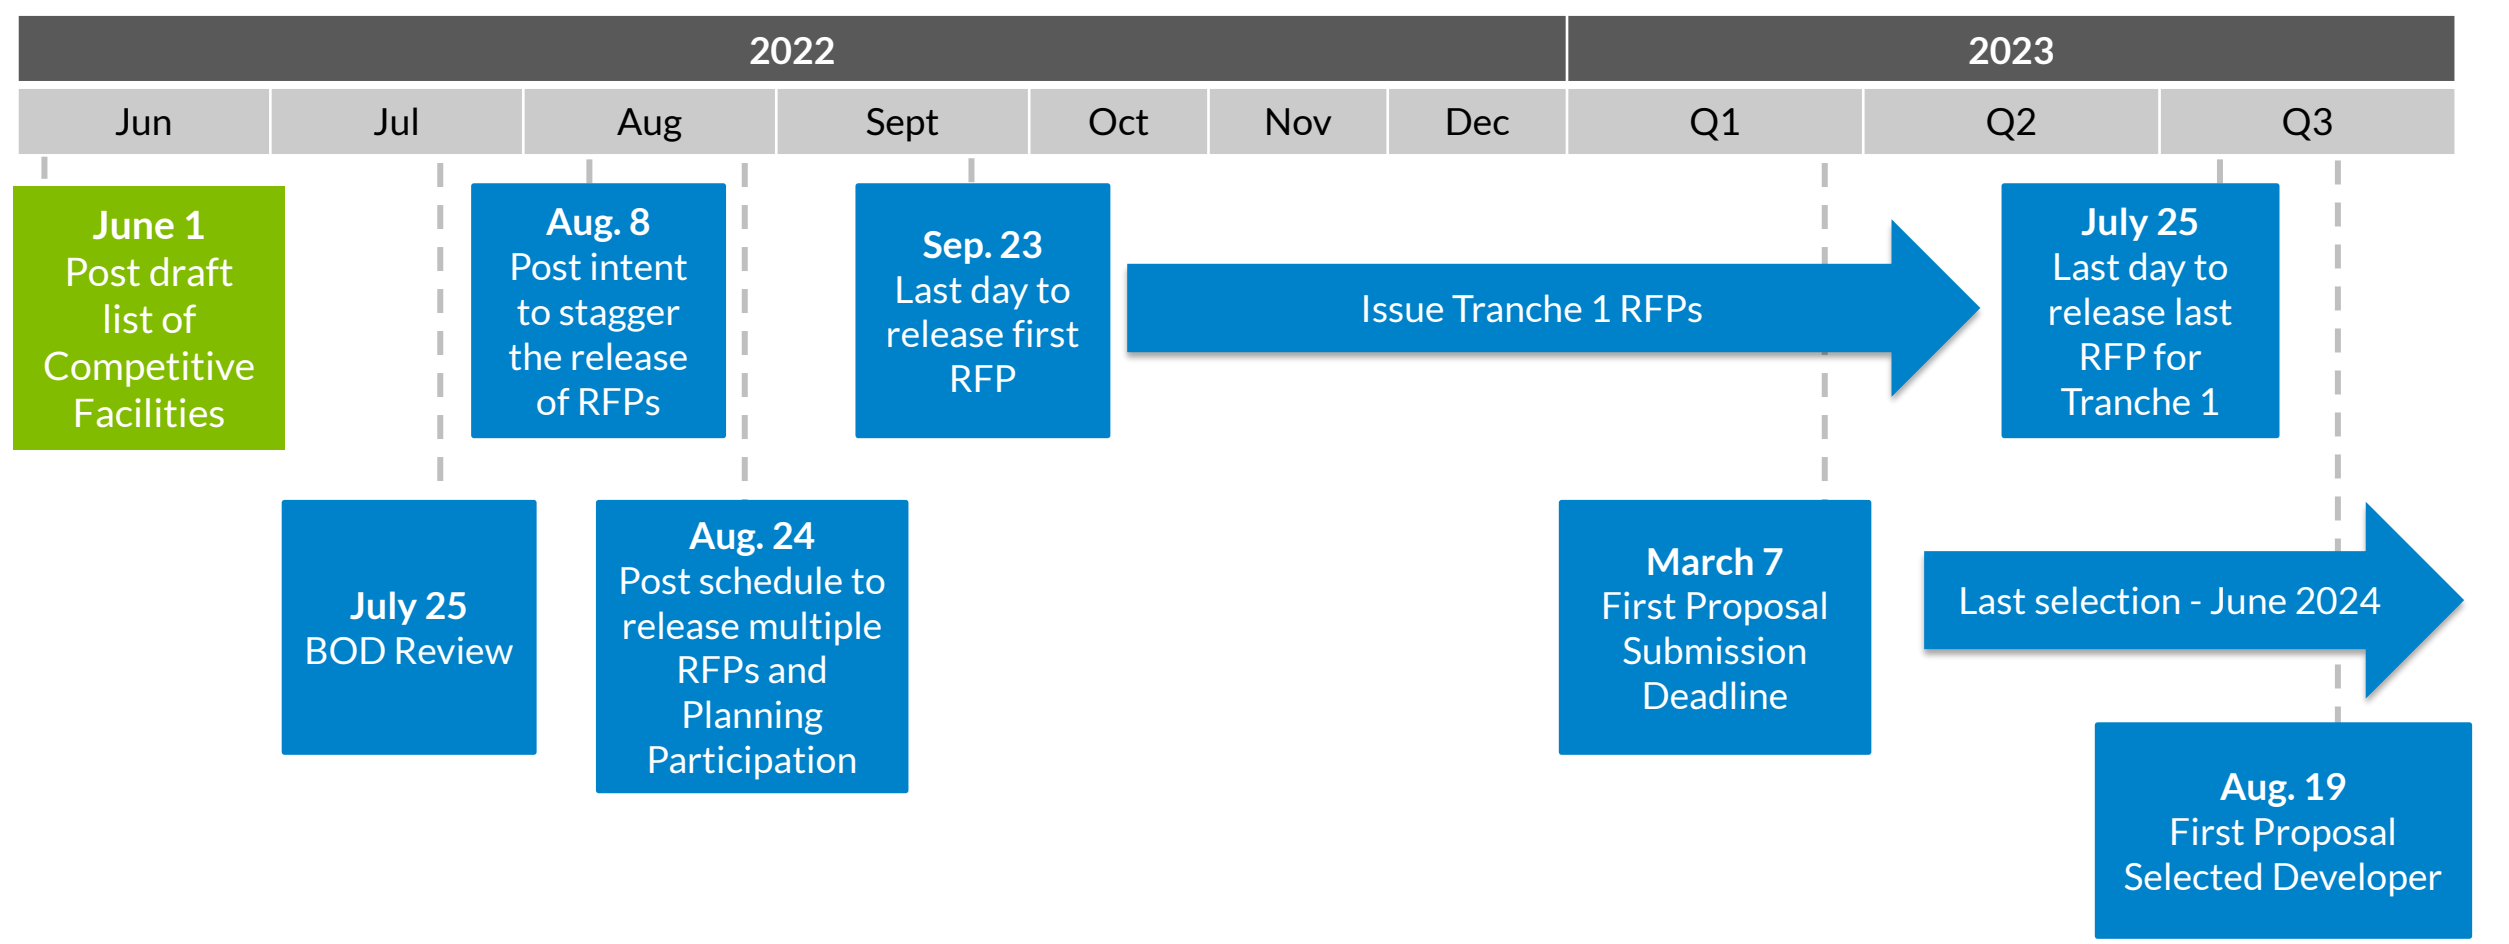 2022
2023
Jun
Jul
Aug
Sept
Oct
Nov
Dec
Q1
Q2
Q3
June 1
Post draft
list of
Competitive
Facilities
July 25
BOD Review
Aug. 8
Post intent
to stagger
the release
of RFPs
Aug. 24
Post schedule to
release multiple
RFPs and
Planning
Participation
Sep. 23
Last day to
release first
RFP
Issue Tranche 1 RFPs
March 7
First Proposal
Submission
Deadline
July 25
Last day to
release last
RFP for
Tranche 1
Last selection - June 2024
Aug. 19
First Proposal
Selected Developer